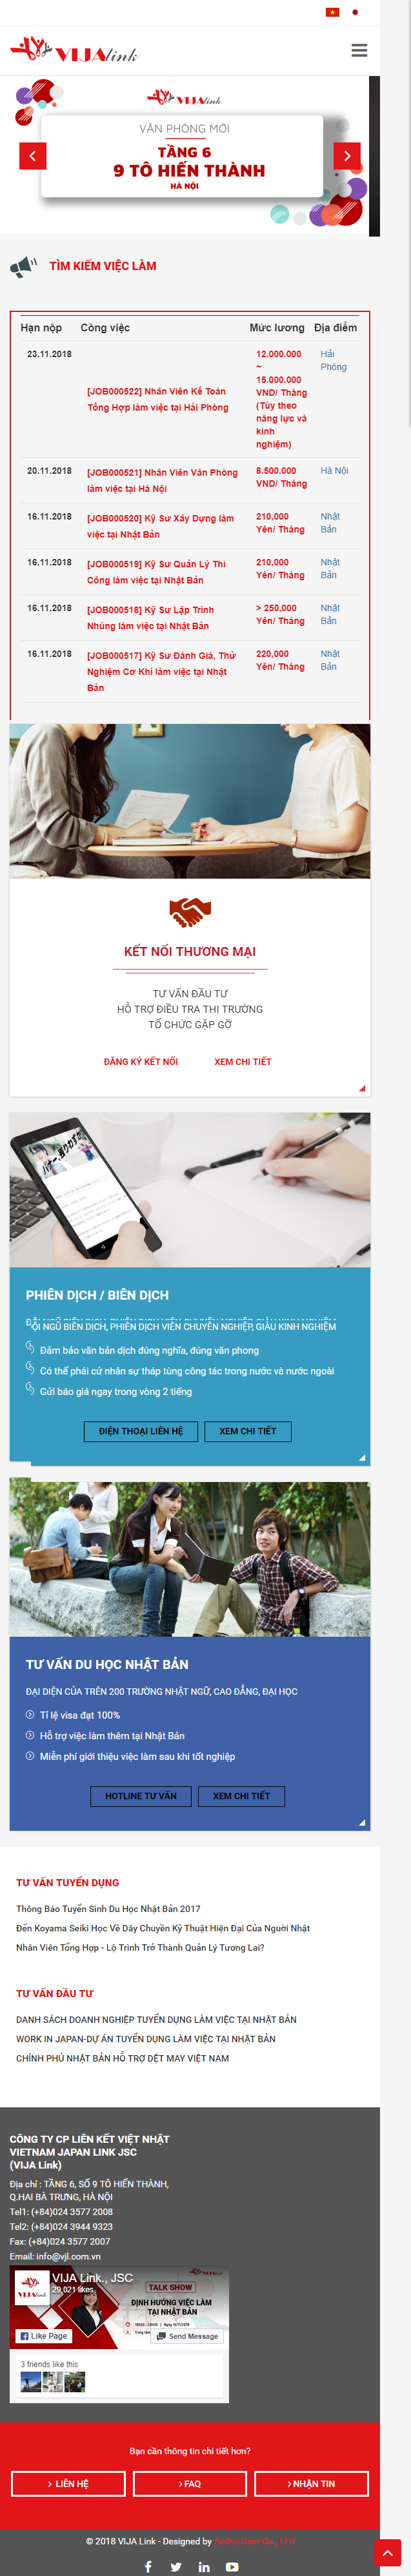 VIJAlink
VIJAlink
VĂN PHÒNG MỚI
TẦNG 6
9 TÔ HIẾN THÀNH
HÀ NỘI
TÌM KIẾM VIỆC LÀM
Hạn nộp Công việc Mức lương Địa điểm
23.11.2018 [JOB000522] Nhân Viên Kế Toán Tổng Hợp làm việc tại Hải Phòng 12.000.000 ~ 15.000.000 VND/ Tháng (Tùy theo năng lực và kinh nghiệm) Hải Phòng
20.11.2018 [JOB000521] Nhân Viên Văn Phòng làm việc tại Hà Nội 8.500.000 VND/ Tháng Hà Nội
16.11.2018 [JOB000520] Kỹ Sư Xây Dựng làm việc tại Nhật Bản 210,000 Yên/ Tháng Nhật Bản
16.11.2018 [JOB000519] Kỹ Sư Quản Lý Thi Công làm việc tại Nhật Bản 210,000 Yên/ Tháng Nhật Bản
16.11.2018 [JOB000518] Kỹ Sư Lập Trình Nhúng làm việc tại Nhật Bản > 250,000 Yên/ Tháng Nhật Bản
16.11.2018 [JOB000517] Kỹ Sư Đánh Giá, Thử Nghiệm Cơ Khí làm việc tại Nhật Bản 220,000 Yên/ Tháng Nhật Bản
KẾT NỐI THƯƠNG MẠI
TƯ VẤN ĐẦU TƯ
HỖ TRỢ ĐIỀU TRA THỊ TRƯỜNG
TỔ CHỨC GẶP GỠ
ĐĂNG KÝ KẾT NỐI XEM CHI TIẾT
PHIÊN DỊCH / BIÊN DỊCH
ĐỘI NGŨ BIÊN DỊCH, PHIÊN DỊCH VIÊN CHUYÊN NGHIỆP, GIÀU KINH NGHIỆM
Đảm bảo văn bản dịch đúng nghĩa, đúng văn phong
Có thể phái cử nhân sự tháp tùng công tác trong nước và nước ngoài
Gửi báo giá ngay trong vòng 2 tiếng
ĐIỆN THOẠI LIÊN HỆ XEM CHI TIẾT
TƯ VẤN DU HỌC NHẬT BẢN
ĐẠI DIỆN CỦA TRÊN 200 TRƯỜNG NHẬT NGỮ, CAO ĐẲNG, ĐẠI HỌC
Tỉ lệ visa đạt 100%
Hỗ trợ việc làm thêm tại Nhật Bản
Miễn phí giới thiệu việc làm sau khi tốt nghiệp
HOTLINE TƯ VẤN XEM CHI TIẾT
TƯ VẤN TUYỂN DỤNG
Thông Báo Tuyển Sinh Du Học Nhật Bản 2017
Đến Koyama Seiki Học Về Dây Chuyền Kỹ Thuật Hiện Đại Của Người Nhật
Nhân Viên Tổng Hợp - Lộ Trình Trở Thành Quản Lý Tương Lai?
TƯ VẤN ĐẦU TƯ
DANH SÁCH DOANH NGHIỆP TUYỂN DỤNG LÀM VIỆC TẠI NHẬT BẢN
WORK IN JAPAN-DỰ ÁN TUYỂN DỤNG LÀM VIỆC TẠI NHẬT BẢN
CHÍNH PHỦ NHẬT BẢN HỖ TRỢ DỆT MAY VIỆT NAM
CÔNG TY CP LIÊN KẾT VIỆT NHẬT
VIETNAM JAPAN LINK JSC
(VIJA Link)
Địa chỉ : TẦNG 6, SỐ 9 TÔ HIẾN THÀNH,
Q.HAI BÀ TRƯNG, HÀ NỘI
Tel1: (+84)024 3577 2008
Tel2: (+84)024 3944 9323
Fax: (+84)024 3577 2007
Email: info@vjl.com.vn
VIJA Link., JSC
29,021 likes
TALK SHOW
ĐỊNH HƯỚNG VIỆC LÀM
TẠI NHẬT BẢN
Like Page Send Message
3 friends like this
Bạn cần thông tin chi tiết hơn?
LIÊN HỆ FAQ NHẬN TIN
© 2018 VIJA Link - Designed by Active User Co., LTD